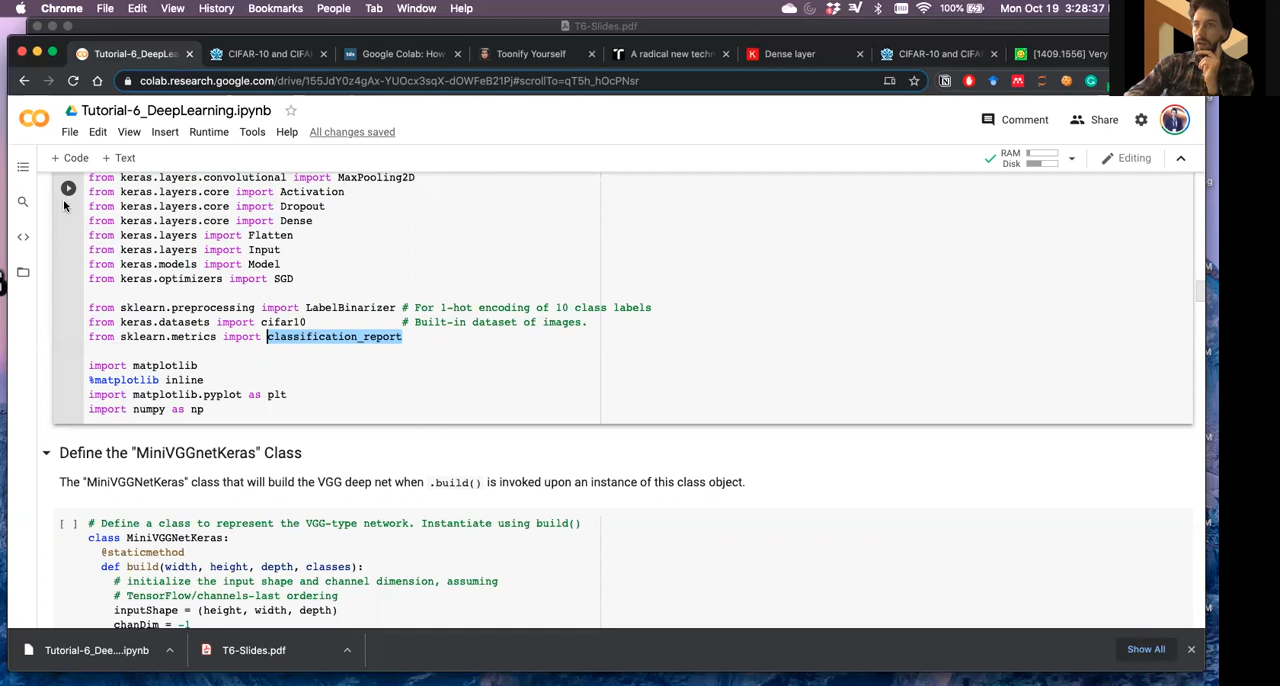 Chrome File Edit View History Bookmarks People Tab Window Help 100% Mon Oct 19 3:28:37
T6-Slides.pdf
Tutorial-6_DeepLea CIFAR-10 and CIFA Google Colab: How Toonify Yourself A radical new techn Dense layer CIFAR-10 and CIFA [1409.1556] Very
colab.research.google.com/drive/155JdY0z4gAx-YUOcx3sqX-dOWFeB21Pj#scrollTo=qT5h_hOcPNsr
Tutorial-6_DeepLearning.ipynb
Comment Share
File Edit View Insert Runtime Tools Help All changes saved
+ Code + Text RAM Disk Editing
from keras.layers.convolutional import MaxPooling2D
from keras.layers.core import Activation
from keras.layers.core import Dropout
from keras.layers.core import Dense
from keras.layers import Flatten
from keras.layers import Input
from keras.models import Model
from keras.optimizers import SGD
from sklearn.preprocessing import LabelBinarizer # For 1-hot encoding of 10 class labels
from keras.datasets import cifar10 # Built-in dataset of images.
from sklearn.metrics import classification_report
import matplotlib
%matplotlib inline
import matplotlib.pyplot as plt
import numpy as np
Define the "MiniVGGnetKeras" Class
The "MiniVGGNetKeras" class that will build the VGG deep net when .build() is invoked upon an instance of this class object.
[ ] # Define a class to represent the VGG-type network. Instantiate using build()
class MiniVGGNetKeras:
@staticmethod
def build(width, height, depth, classes):
# initialize the input shape and channel dimension, assuming
# TensorFlow/channels-last ordering
inputShape = (height, width, depth)
chanDim = -1
Tutorial-6_Dee....ipynb T6-Slides.pdf Show All